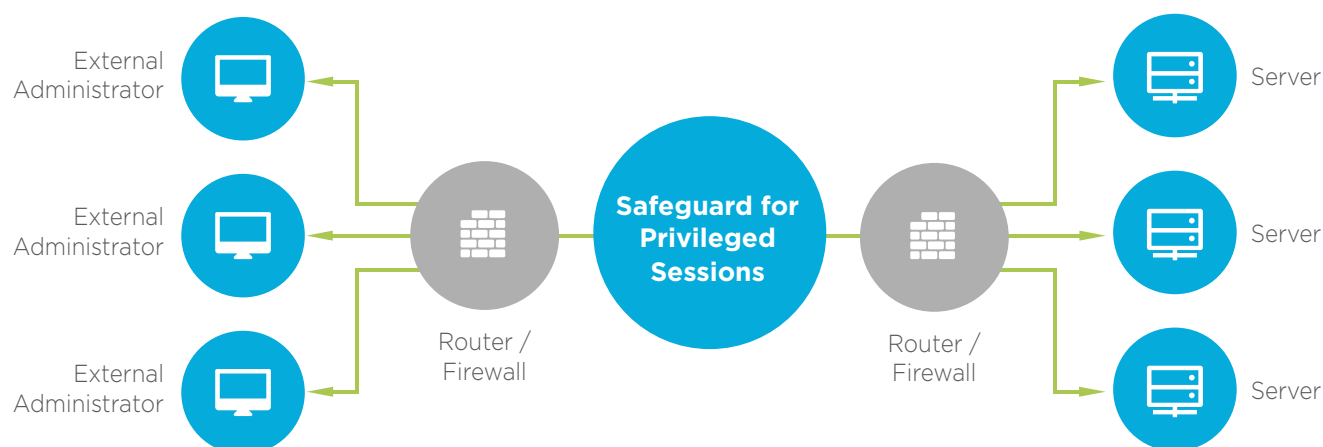 External
Administrator
External
Administrator
External
Administrator
Router /
Firewall
Safeguard for
Privileged
Sessions
Router /
Firewall
Server
Server
Server